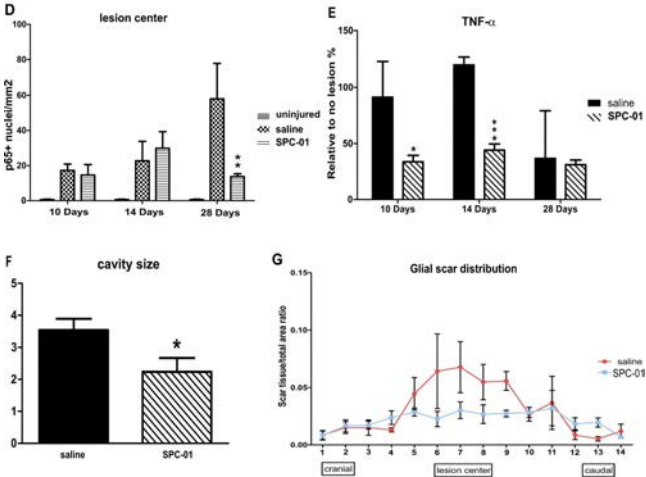 D
lesion center
p65+ nuclei/mm2
100
80
60
40
20
0
10 Days
14 Days
28 Days
uninjured
saline
SPC-01
**
E
TNF-α
Relative to no lesion %
150
100
50
0
10 Days
14 Days
28 Days
saline
SPC-01
*
***
F
cavity size
5
4
3
2
1
0
saline
SPC-01
*
G
Glial scar distribution
Scar tissue/total area ratio
0.15
0.10
0.05
0.00
1 2 3 4 5 6 7 8 9 10 11 12 13 14
cranial
lesion center
caudal
saline
SPC-01